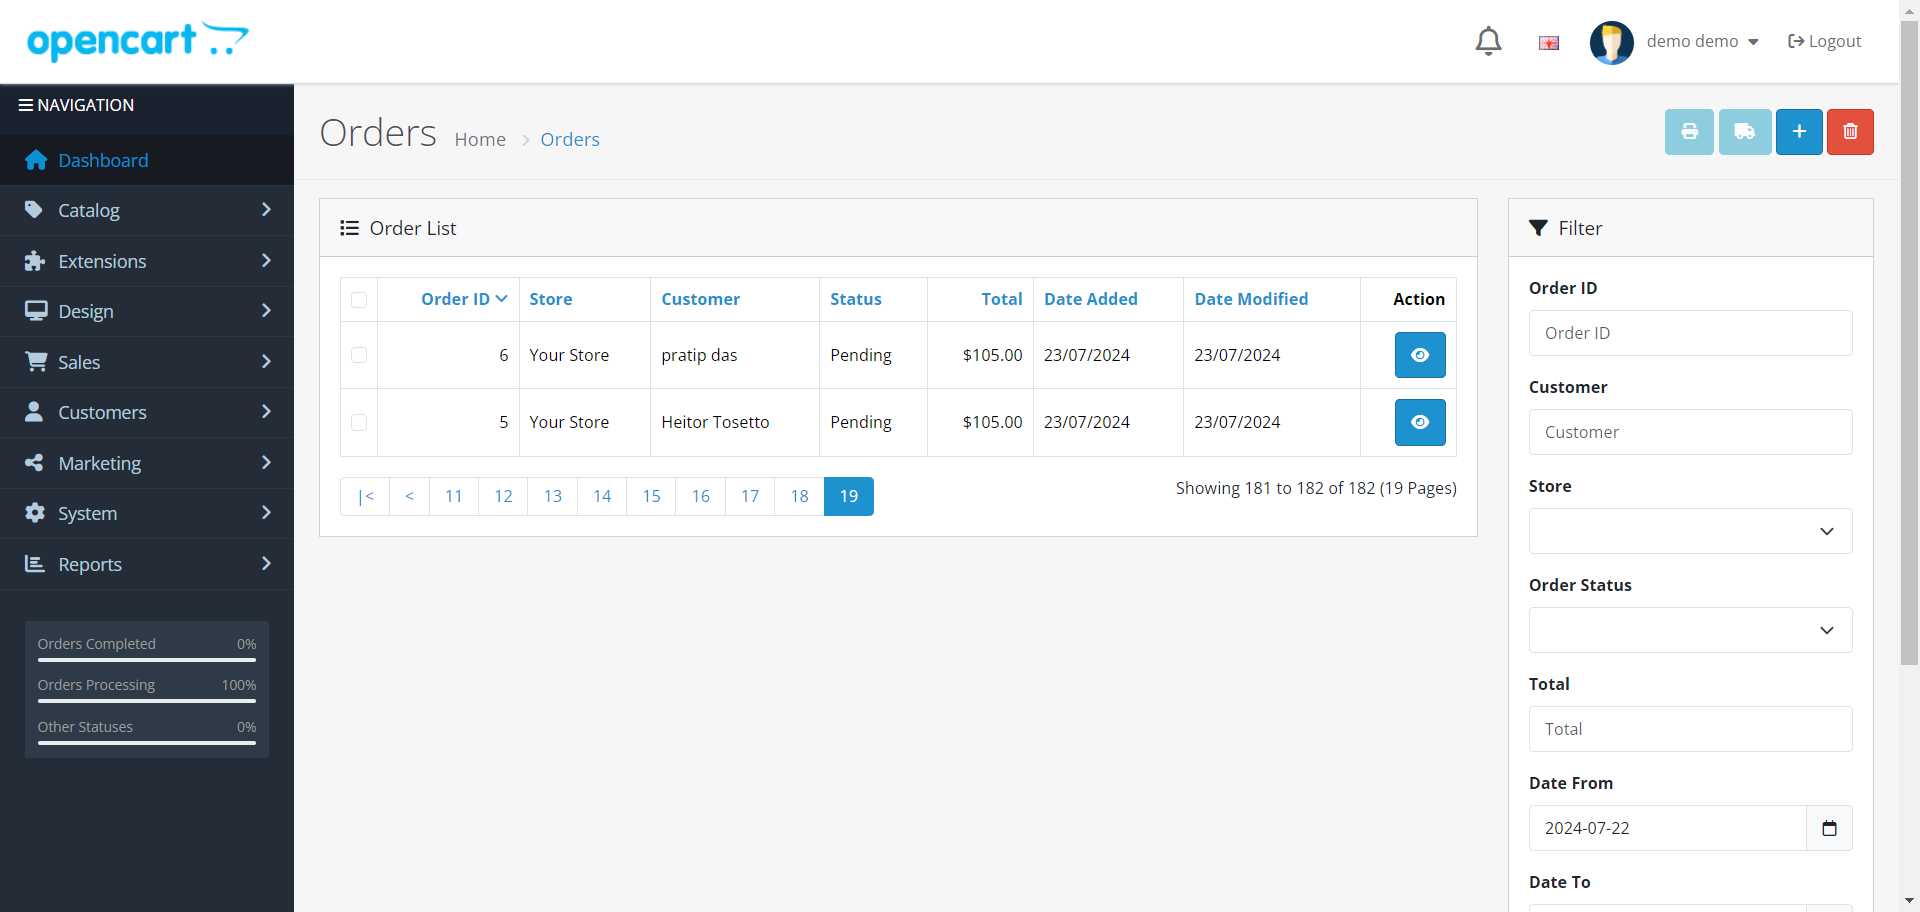 opencart
demo demo
Logout
NAVIGATION
Dashboard
Catalog
Extensions
Design
Sales
Customers
Marketing
System
Reports
Orders Completed 0%
Orders Processing 100%
Other Statuses 0%
Orders
Home > Orders
Order List
Order ID Store Customer Status Total Date Added Date Modified Action
6 Your Store pratip das Pending $105.00 23/07/2024 23/07/2024
5 Your Store Heitor Tosetto Pending $105.00 23/07/2024 23/07/2024
|< < 11 12 13 14 15 16 17 18 19
Showing 181 to 182 of 182 (19 Pages)
Filter
Order ID
Order ID
Customer
Customer
Store
Order Status
Total
Total
Date From
2024-07-22
Date To